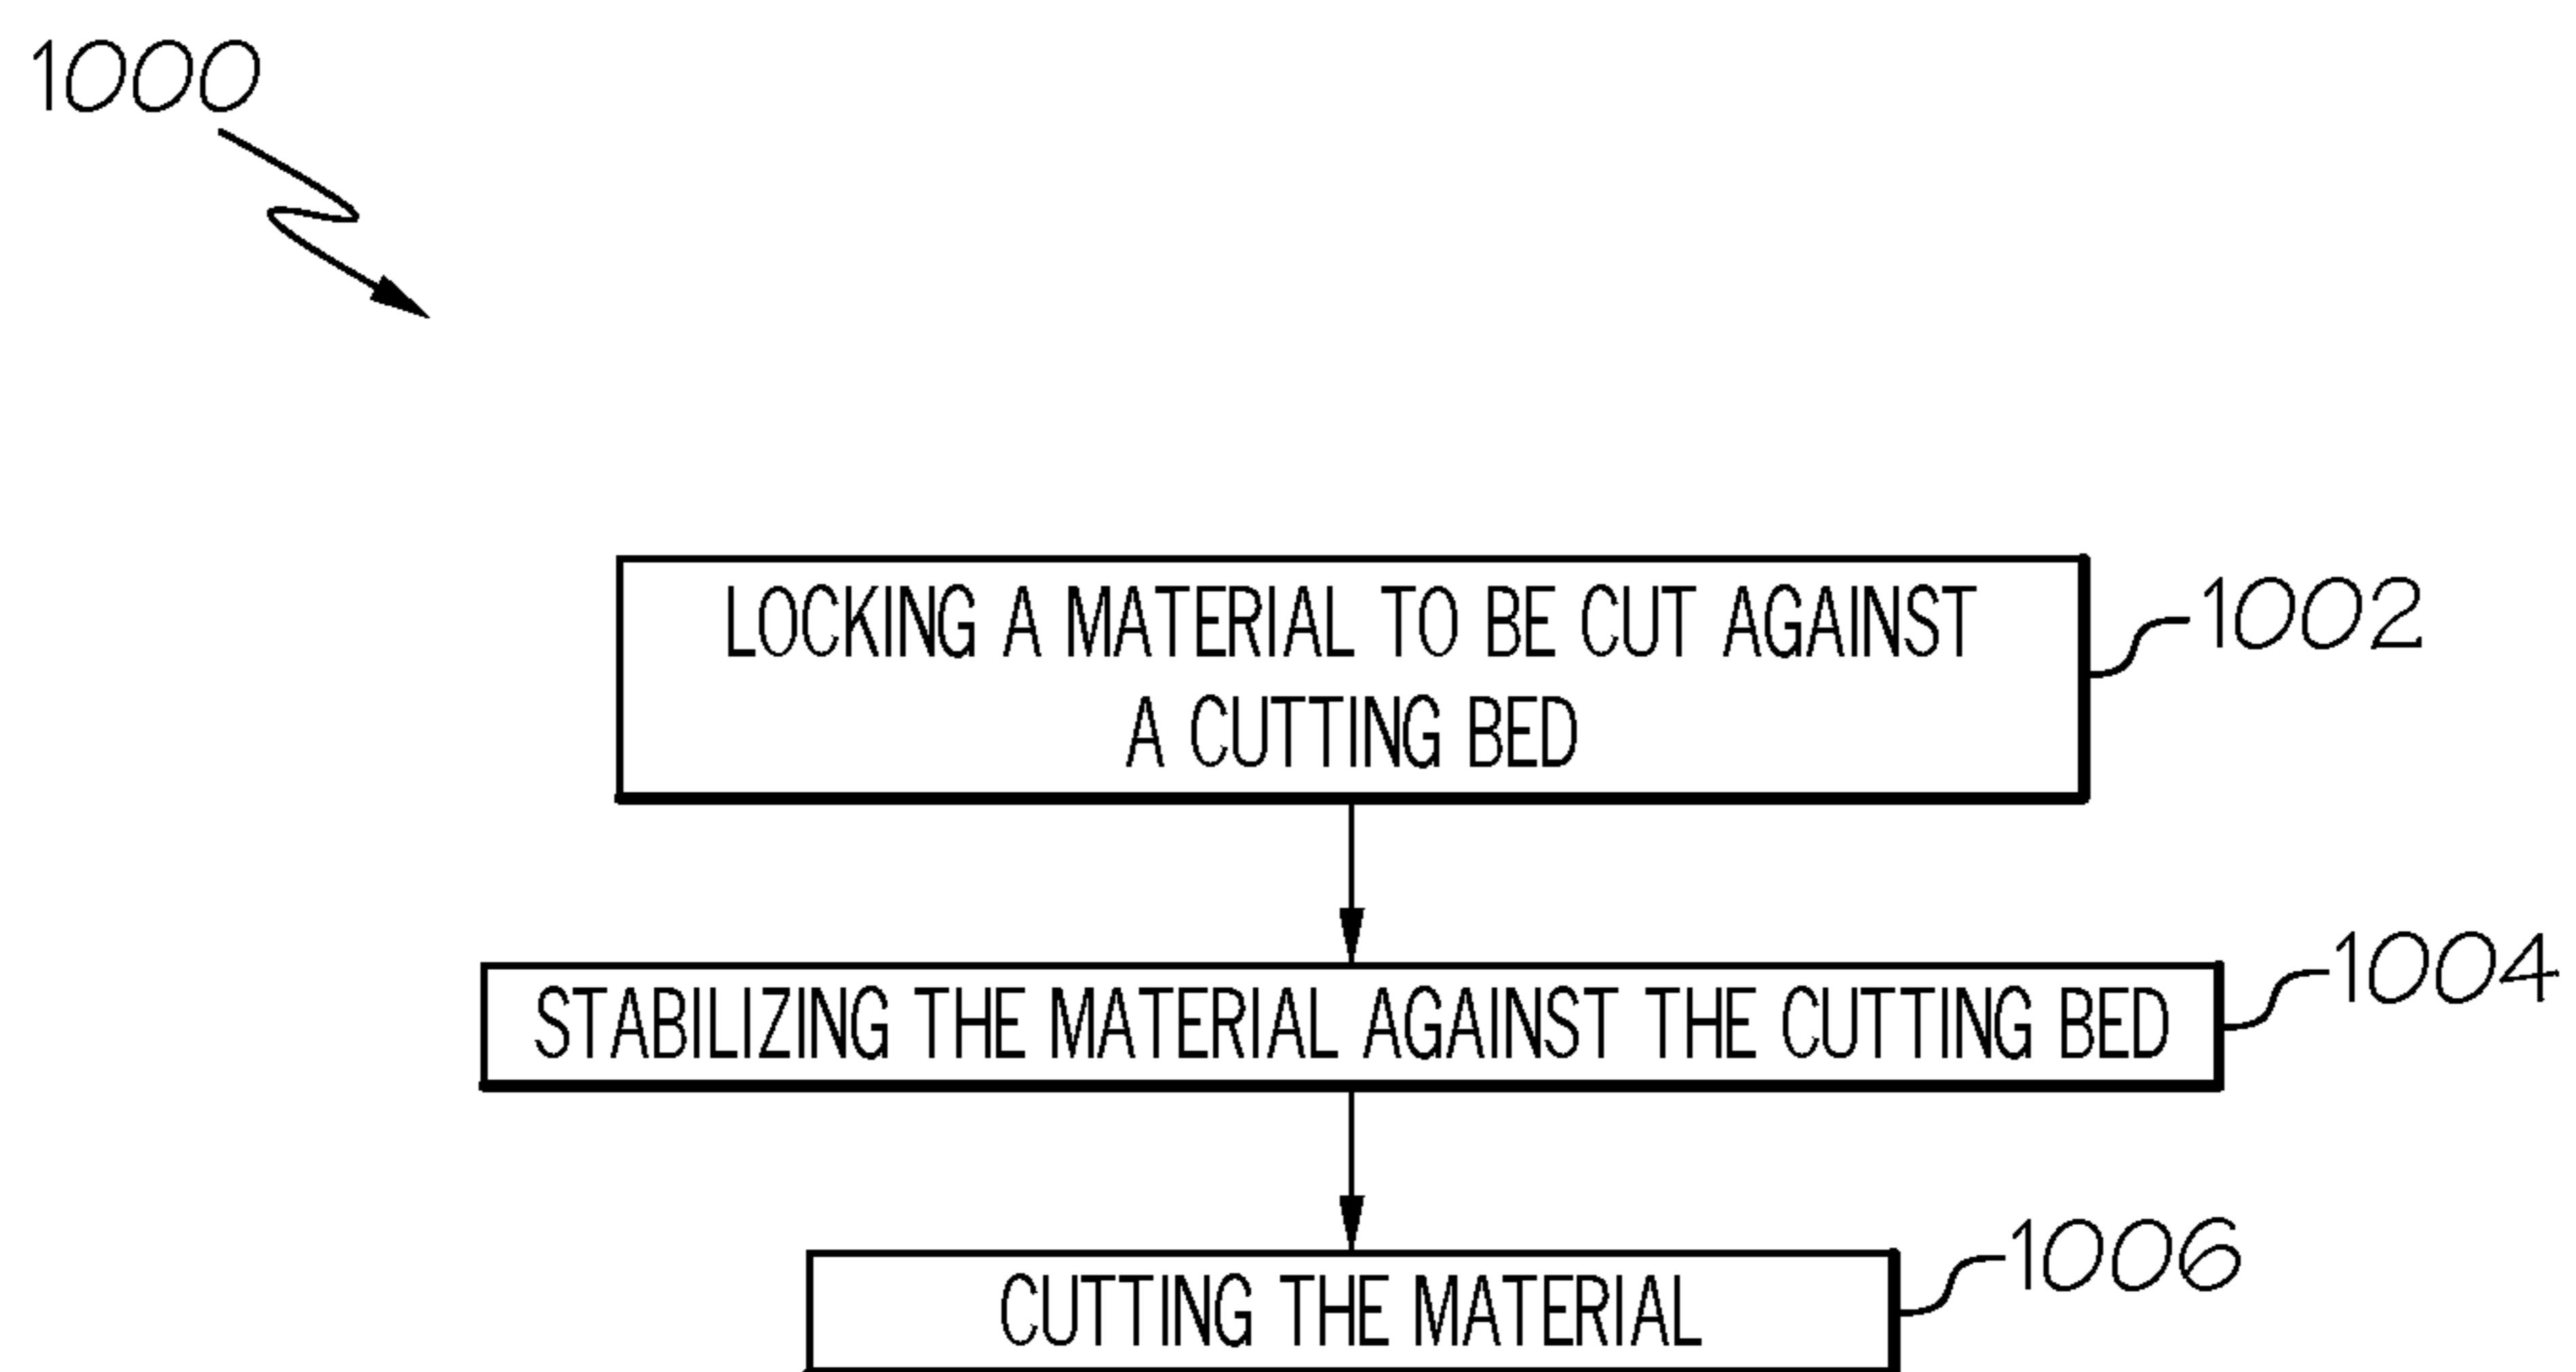 1000
LOCKING A MATERIAL TO BE CUT AGAINST
A CUTTING BED
1002
STABILIZING THE MATERIAL AGAINST THE CUTTING BED
1004
CUTTING THE MATERIAL
1006